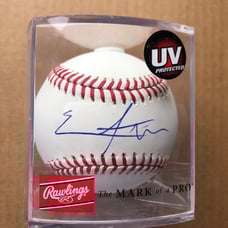 UV
PROTECTED
Rawlings
The MARK of a PRO